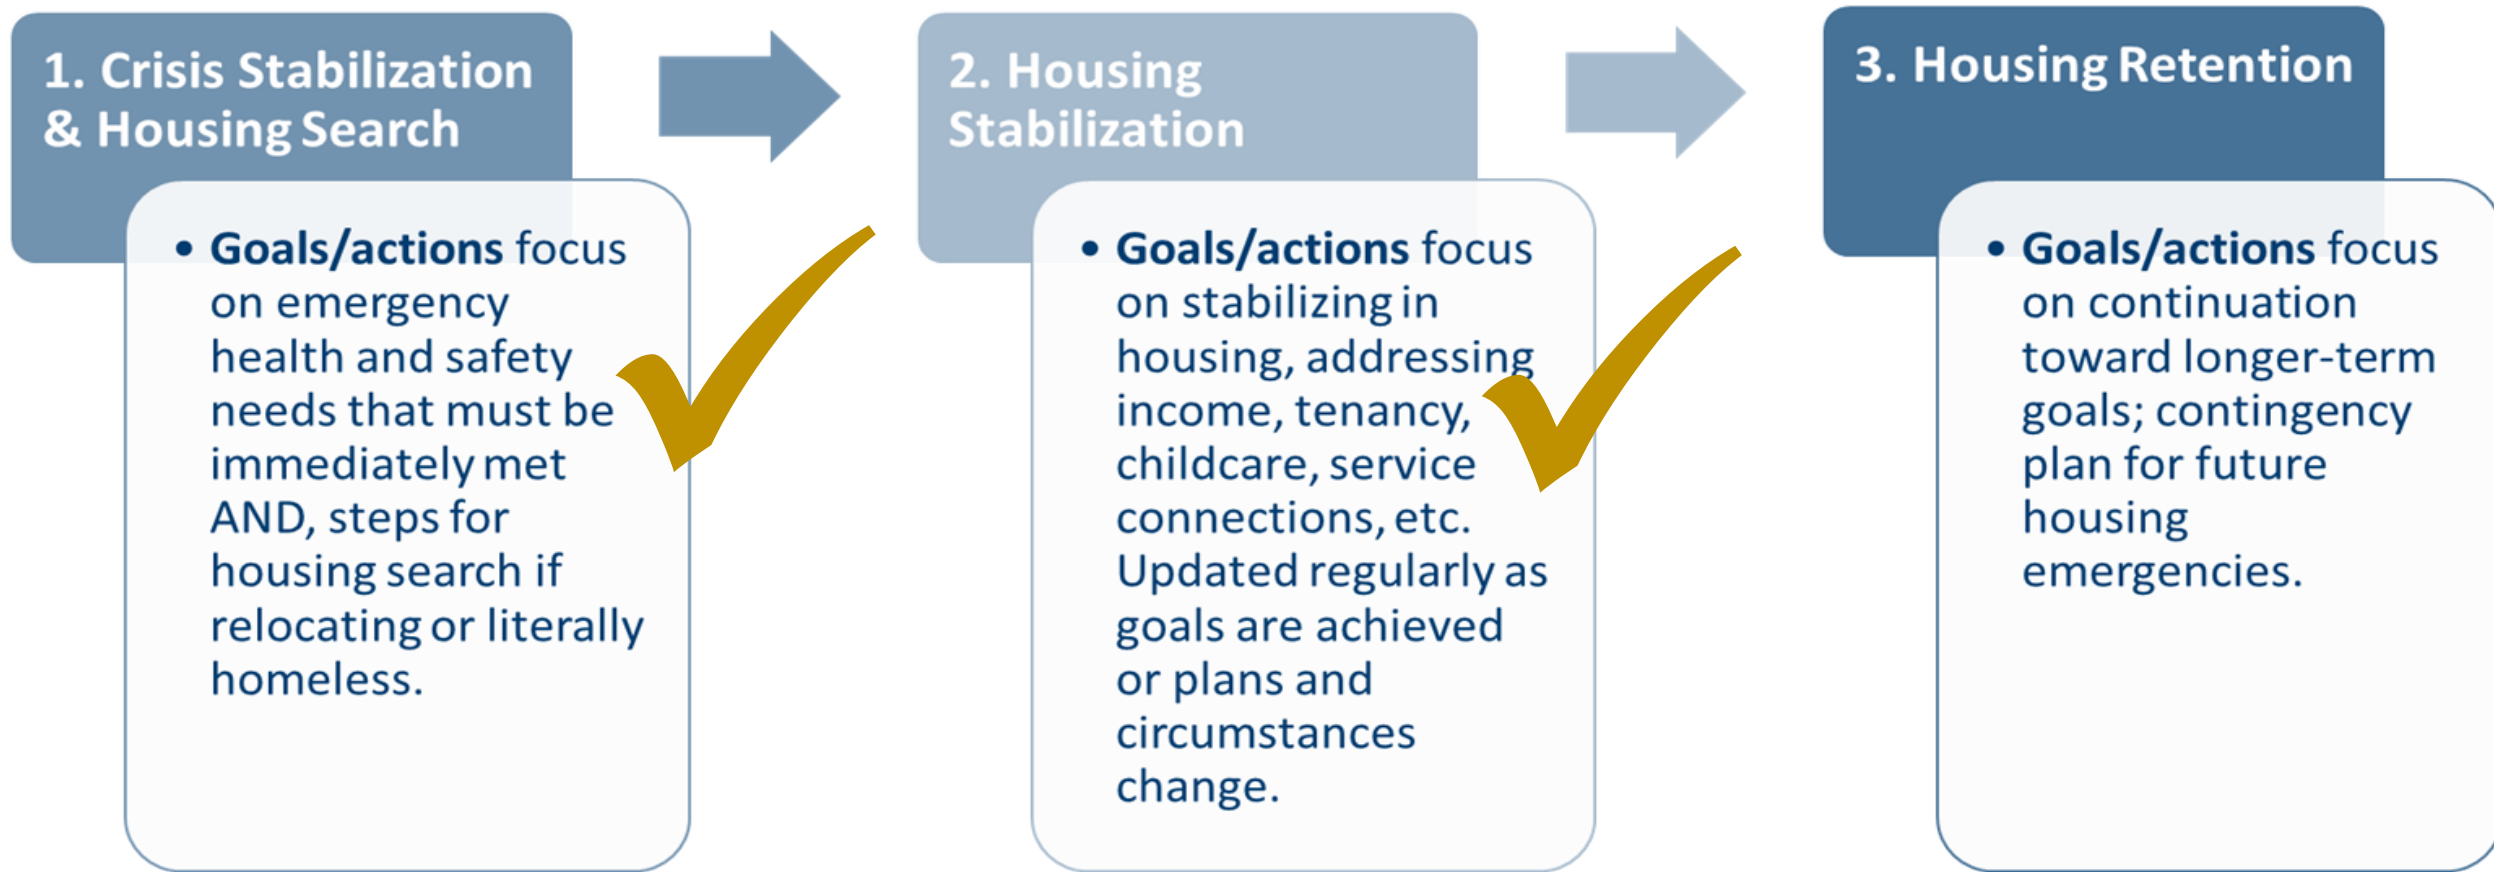 1. Crisis Stabilization
& Housing Search
• Goals/actions focus
on emergency
health and safety
needs that must be
immediately met
AND, steps for
housing search if
relocating or literally
homeless.
2. Housing
Stabilization
• Goals/actions focus
on stabilizing in
housing, addressing
income, tenancy,
childcare, service
connections, etc.
Updated regularly as
goals are achieved
or plans and
circumstances
change.
3. Housing Retention
• Goals/actions focus
on continuation
toward longer-term
goals; contingency
plan for future
housing
emergencies.